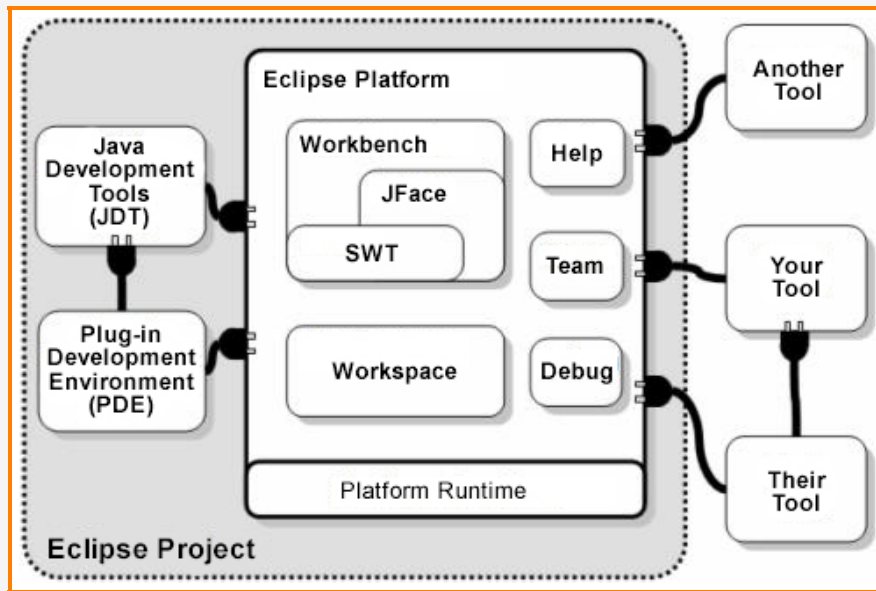 Eclipse Platform
Another
Tool
Java
Development
Tools
(JDT)
Workbench
JFace
SWT
Help
Team
Your
Tool
Plug-in
Development
Environment
(PDE)
Workspace
Debug
Their
Tool
Platform Runtime
Eclipse Project